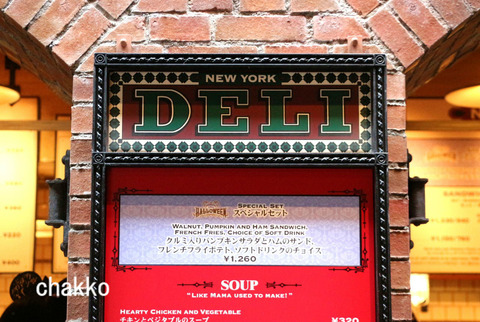 NEW YORK
DELI
HALLOWEEN
SPECIAL SET
スペシャルセット
WALNUT, PUMPKIN AND HAM SANDWICH,
FRENCH FRIES, CHOICE OF SOFT DRINK
クルミ入りパンプキンサラダとハムのサンド、
フレンチフライポテト、ソフトドリンクのチョイス
¥1,260
SOUP
"LIKE MAMA USED TO MAKE!"
HEARTY CHICKEN AND VEGETABLE
チキンとベジタブルのスープ
¥320
chakko